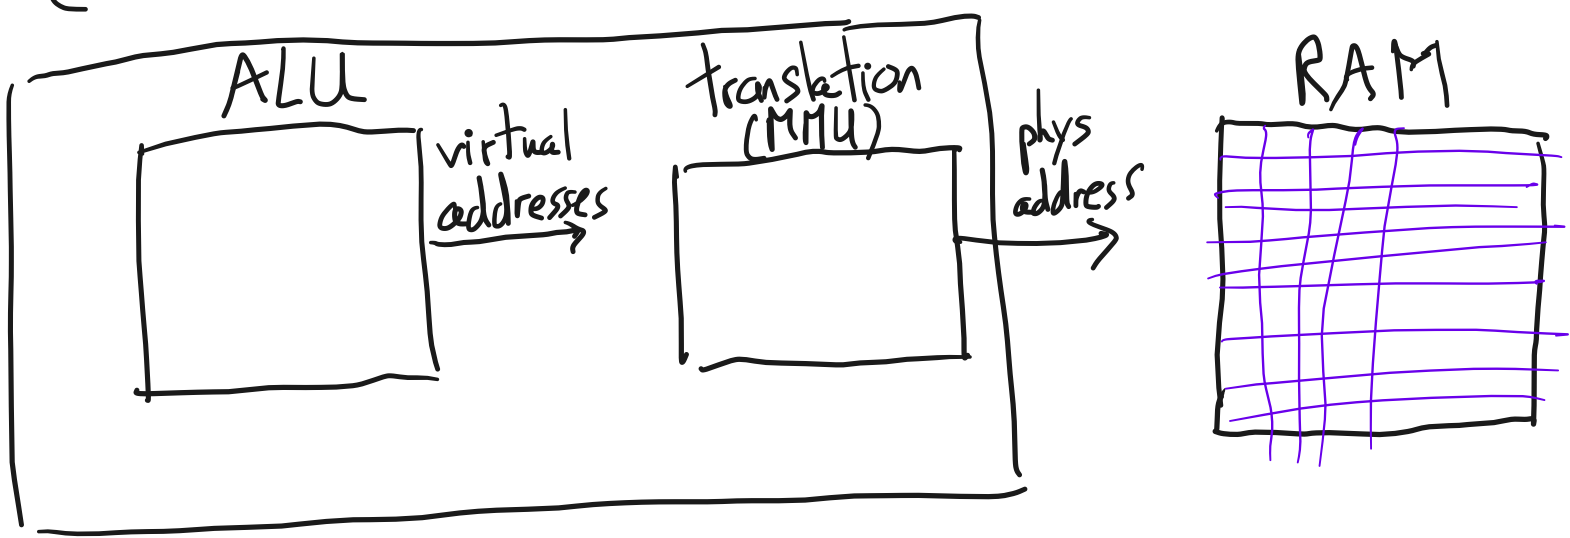 ALU
virtual
addresses
translation
(MMU)
phys
address
RAM